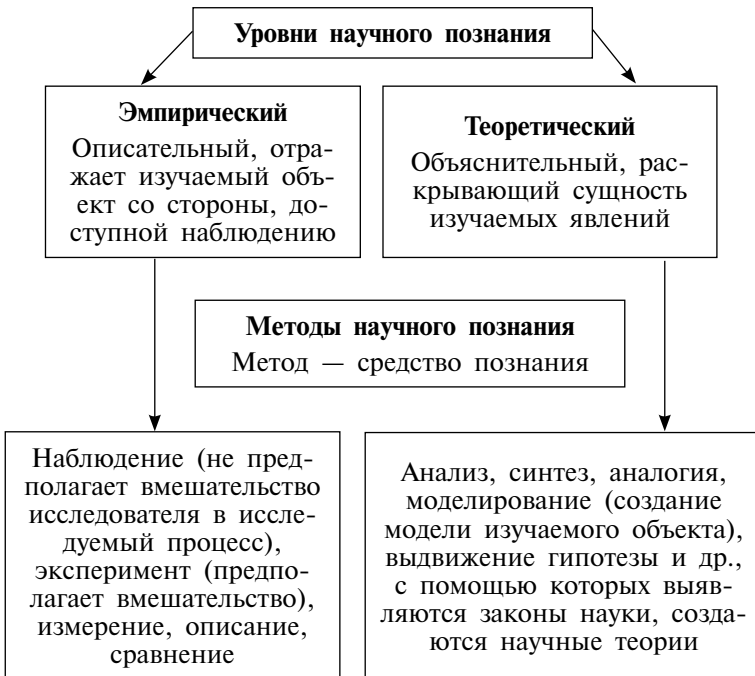 Уровни научного познания
Эмпирический
Описательный, отра-
жает изучаемый объ-
ект со стороны, до-
ступной наблюдению
Теоретический
Объяснительный, рас-
крывающий сущность
изучаемых явлений
Методы научного познания
Метод — средство познания
Наблюдение (не пред-
полагает вмешательство
исследователя в иссле-
дуемый процесс),
эксперимент (предпо-
лагает вмешательство),
измерение, описание,
сравнение
Анализ, синтез, аналогия,
моделирование (создание
модели изучаемого объекта),
выдвижение гипотезы и др.,
с помощью которых выяв-
ляются законы науки, созда-
ются научные теории